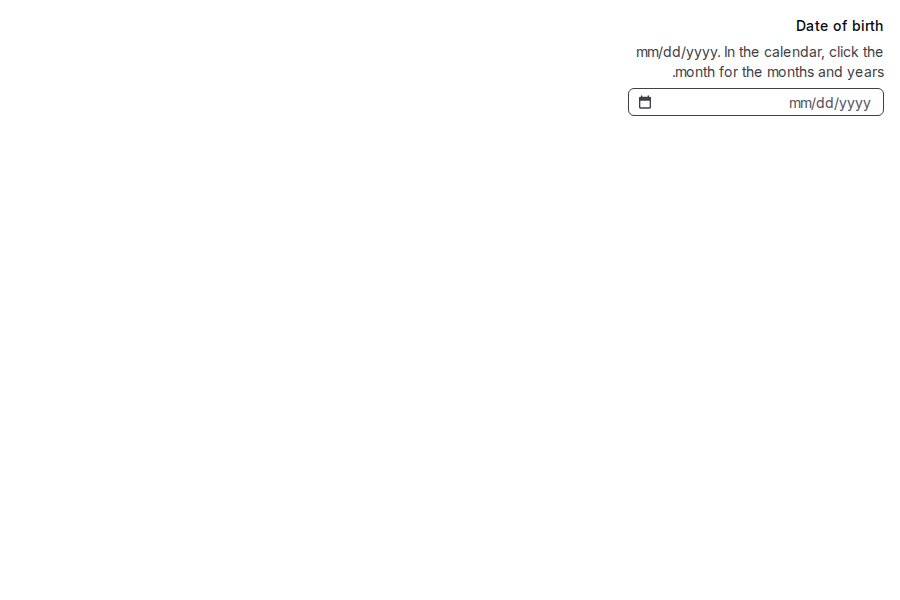 Date of birth
mm/dd/yyyy. In the calendar, click the
.month for the months and years
mm/dd/yyyy